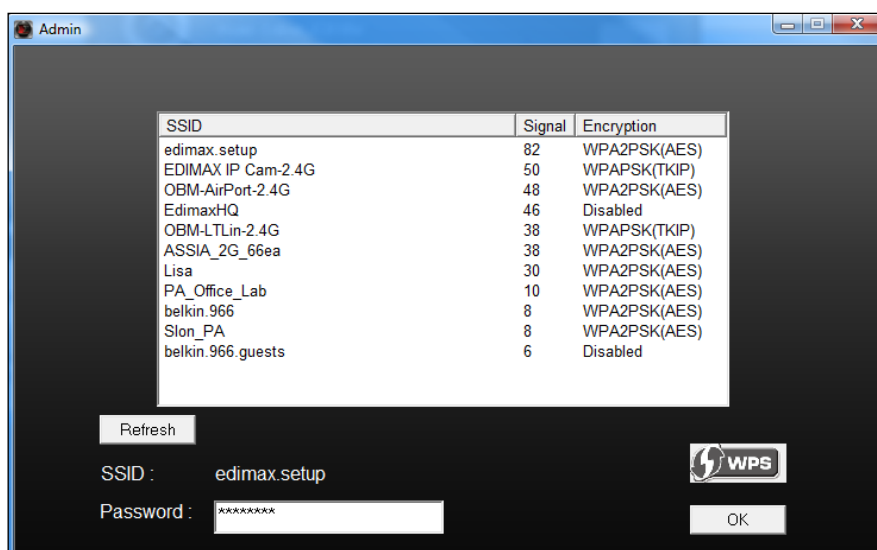 Admin
SSID Signal Encryption
edimax.setup 82 WPA2PSK(AES)
EDIMAX IP Cam-2.4G 50 WPAPSK(TKIP)
OBM-AirPort-2.4G 48 WPA2PSK(AES)
EdimaxHQ 46 Disabled
OBM-LTLin-2.4G 38 WPAPSK(TKIP)
ASSIA_2G_66ea 38 WPA2PSK(AES)
Lisa 30 WPA2PSK(AES)
PA_Office_Lab 10 WPA2PSK(AES)
belkin.966 8 WPA2PSK(AES)
Slon_PA 8 WPA2PSK(AES)
belkin.966.guests 6 Disabled
Refresh
WPS
SSID : edimax.setup
Password : ********
OK